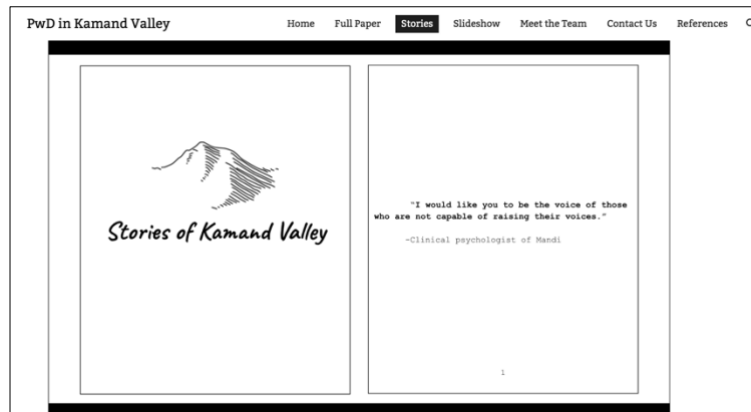 PwD in Kamand Valley
Home Full Paper Stories Slideshow Meet the Team Contact Us References
Stories of Kamand Valley
"I would like you to be the voice of those
who are not capable of raising their voices."
-Clinical psychologist of Mandi
1